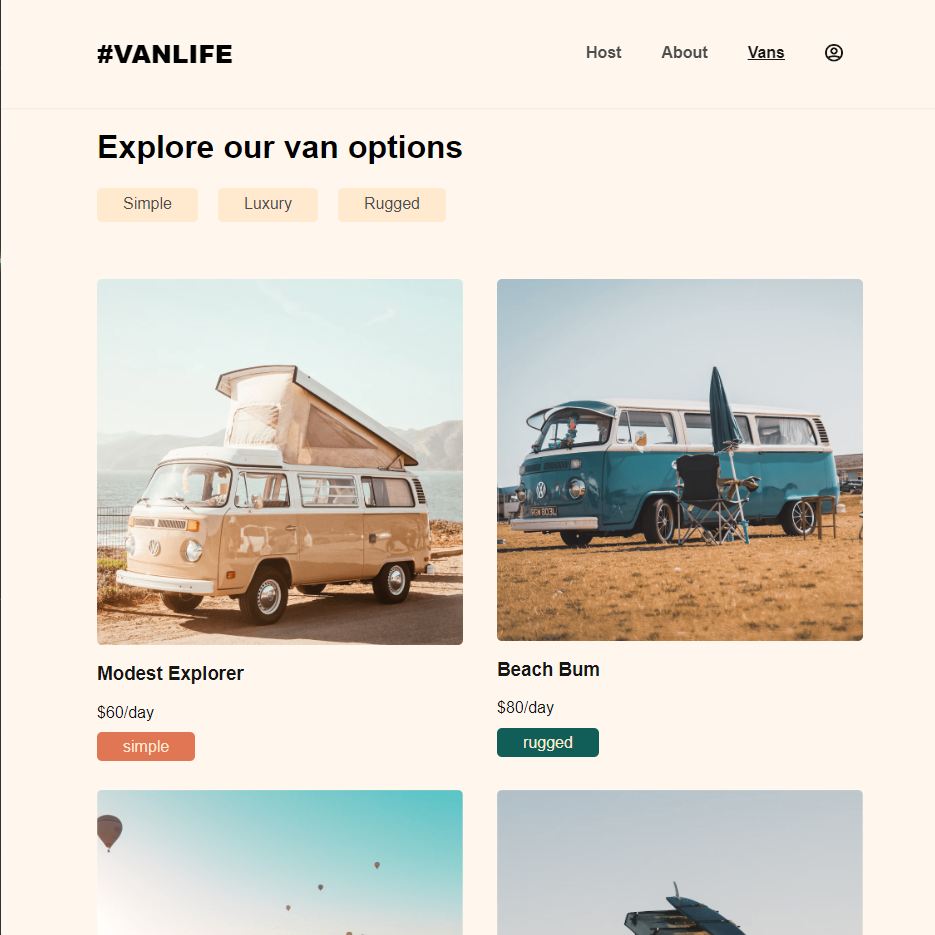 #VANLIFE
Host About Vans
Explore our van options
Simple Luxury Rugged
Modest Explorer
$60/day
simple
Beach Bum
$80/day
rugged